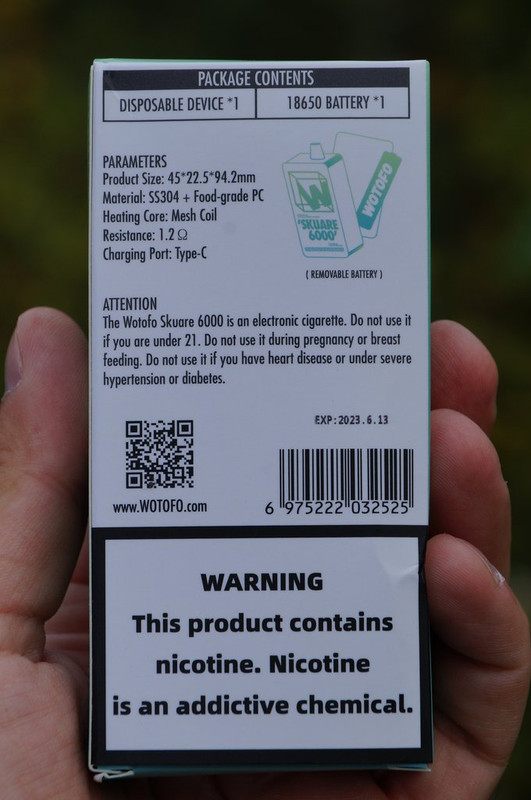 PACKAGE CONTENTS
DISPOSABLE DEVICE *1
18650 BATTERY *1
PARAMETERS
Product Size: 45*22.5*94.2mm
Material: SS304 + Food-grade PC
Heating Core: Mesh Coil
Resistance: 1.2 Ω
Charging Port: Type-C
W
SKUARE
6000
WOTOFO
( REMOVABLE BATTERY )
ATTENTION
The Wotofo Skuare 6000 is an electronic cigarette. Do not use it
if you are under 21. Do not use it during pregnancy or breast
feeding. Do not use it if you have heart disease or under severe
hypertension or diabetes.
EXP:2023.6.13
www.WOTOFO.com
6 975222 032525
WARNING
This product contains
nicotine. Nicotine
is an addictive chemical.